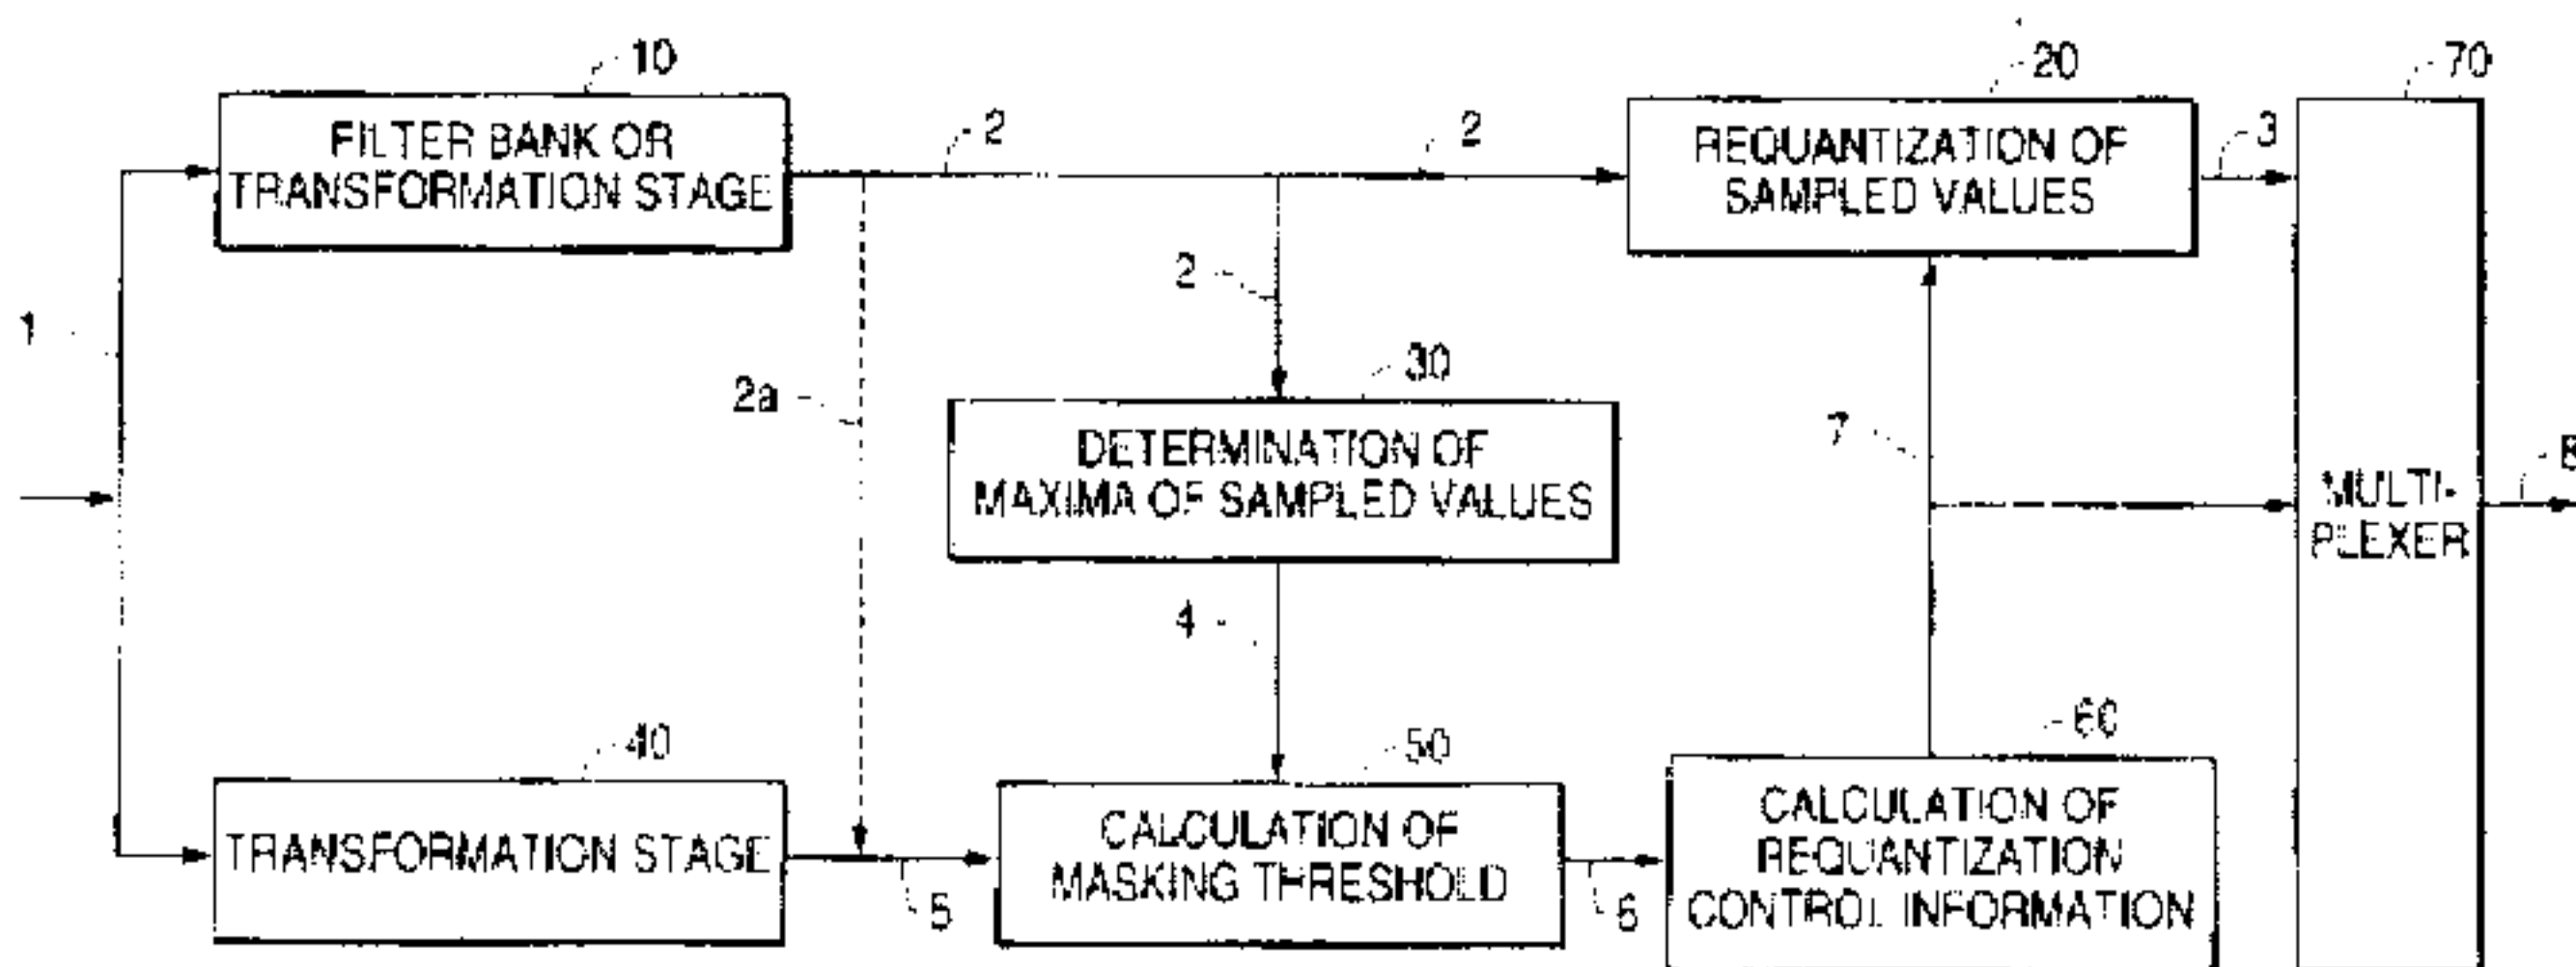 10
FILTER BANK OR
TRANSFORMATION STAGE
2
2
20
REQUANTIZATION OF
SAMPLED VALUES
3
70
1
2a
2
30
DETERMINATION OF
MAXIMA OF SAMPLED VALUES
7
MULTI-
PLEXER
8
4
40
TRANSFORMATION STAGE
5
50
CALCULATION OF
MASKING THRESHOLD
6
60
CALCULATION OF
REQUANTIZATION
CONTROL INFORMATION